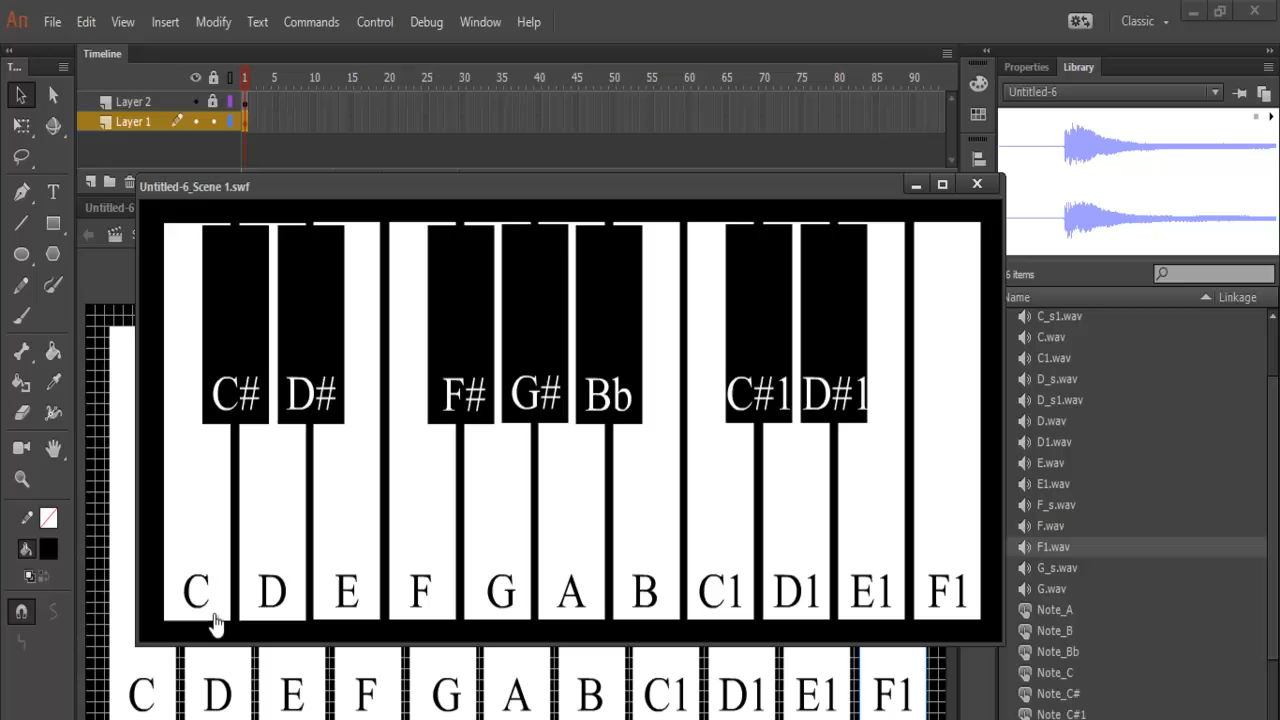 An File Edit View Insert Modify Text Commands Control Debug Window Help Classic
Timeline
T...
Properties Library
1 5 10 15 20 25 30 35 40 45 50 55 60 65 70 75 80 85 90
Untitled-6
Layer 2
Layer 1
Untitled-6_Scene 1.swf
Untitled-6
6 items
Name Linkage
C_s1.wav
C.wav
C1.wav
D_s.wav
D_s1.wav
D.wav
D1.wav
E.wav
E1.wav
F_s.wav
F.wav
F1.wav
G_s.wav
G.wav
Note_A
Note_B
Note_Bb
Note_C
Note_C#
Note_C#1
C# D# F# G# Bb C#1 D#1
C D E F G A B C1 D1 E1 F1
C D E F G A B C1 D1 E1 F1